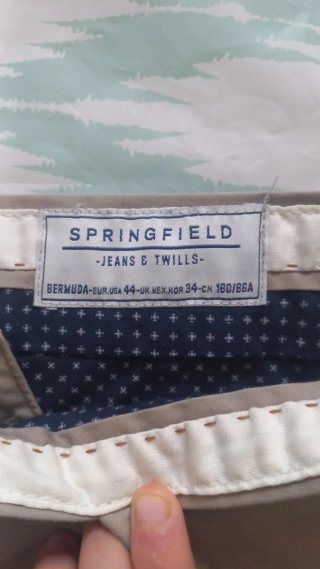 SPRINGFIELD
-JEANS & TWILLS-
BERMUDA-EUR.USA 44-UK.MEX.KOR 34-CN 180/86A